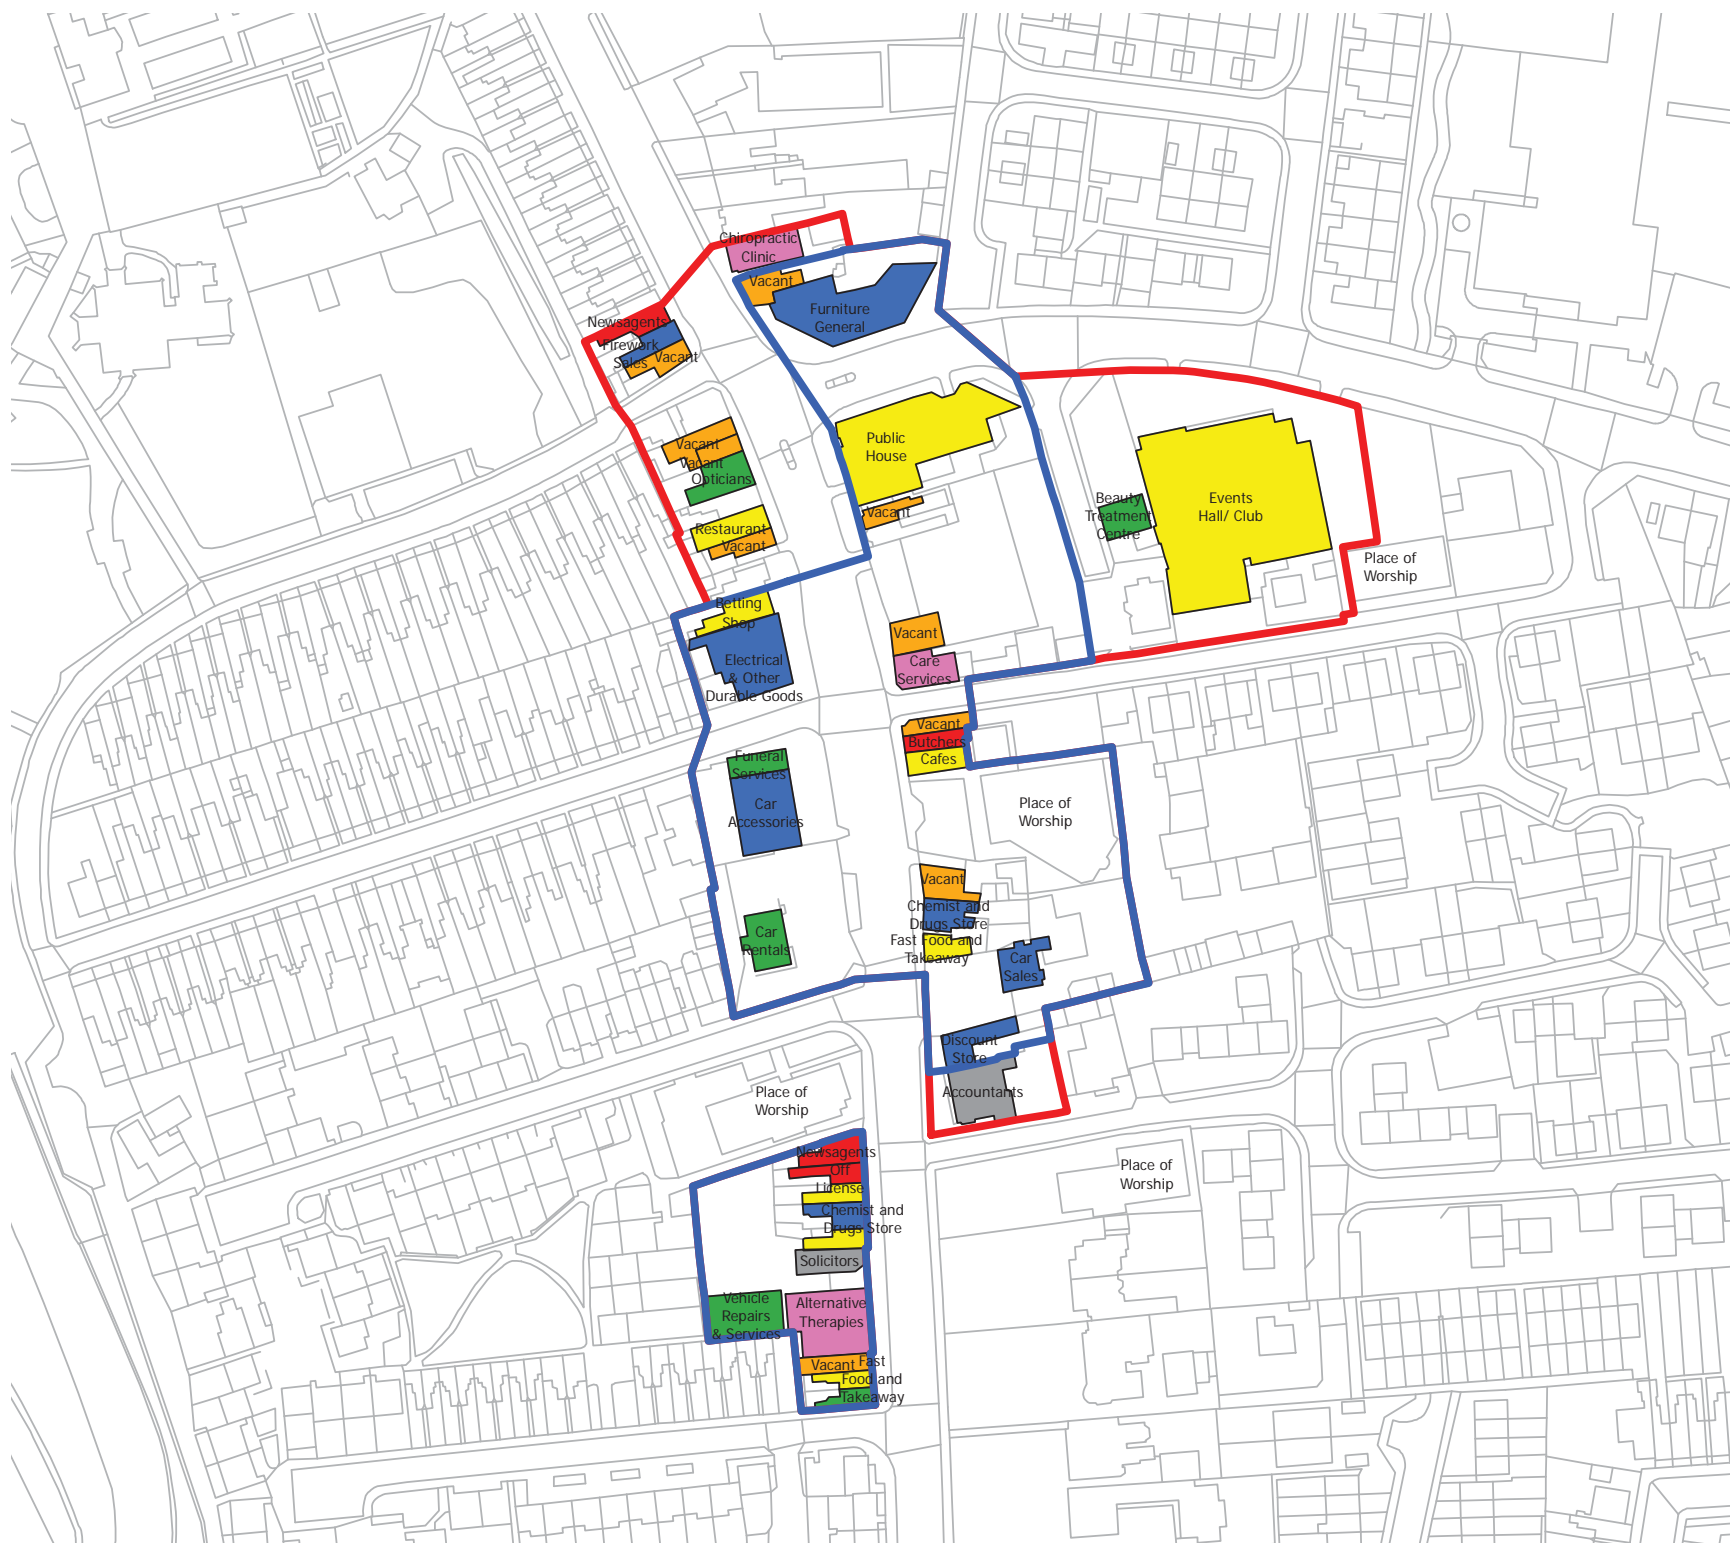 Chiropractic
Clinic
Vacant
Furniture
General
Newsagents
Firework
Sales
Vacant
Public
House
Vacant
Vacant
Opticians
Vacant
Restaurant
Vacant
Beauty
Treatment
Centre
Events
Hall/ Club
Place of
Worship
Betting
Shop
Electrical
& Other
Durable Goods
Vacant
Care
Services
Vacant
Butchers
Cafes
Funeral
Services
Car
Accessories
Place of
Worship
Vacant
Chemist and
Drugs Store
Fast Food and
Takeaway
Car
Rentals
Car
Sales
Discount
Store
Accountants
Place of
Worship
Newsagents
Off
License
Chemist and
Drugs Store
Solicitors
Place of
Worship
Vehicle
Repairs
& Services
Alternative
Therapies
Vacant
Fast
Food and
Takeaway